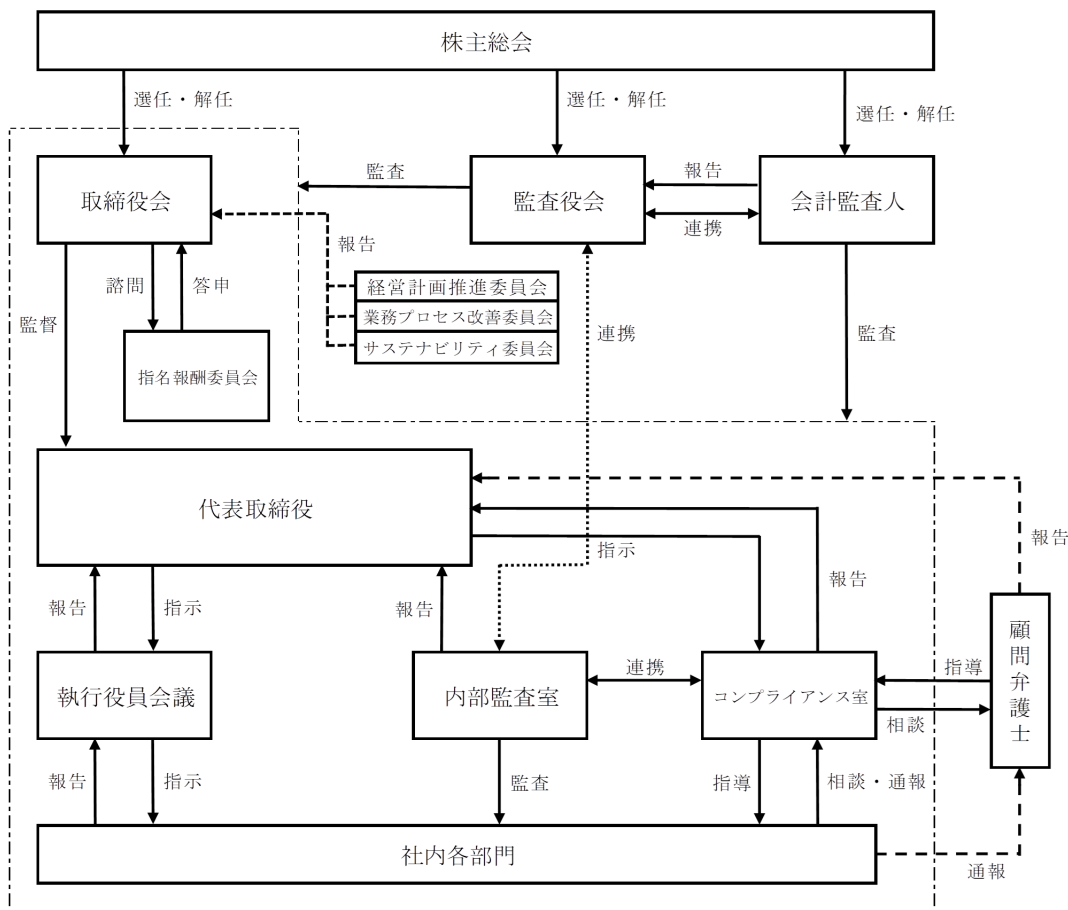 株主総会
選任・解任
選任・解任
選任・解任
取締役会
監査
監査役会
報告
連携
会計監査人
報告
諮問
答申
監督
経営計画推進委員会
業務プロセス改善委員会
サステナビリティ委員会
連携
監査
指名報酬委員会
代表取締役
指示
報告
報告
報告
指示
報告
顧問弁護士
執行役員会議
内部監査室
連携
コンプライアンス室
指導
相談
報告
指示
監査
指導
相談・通報
社内各部門
通報